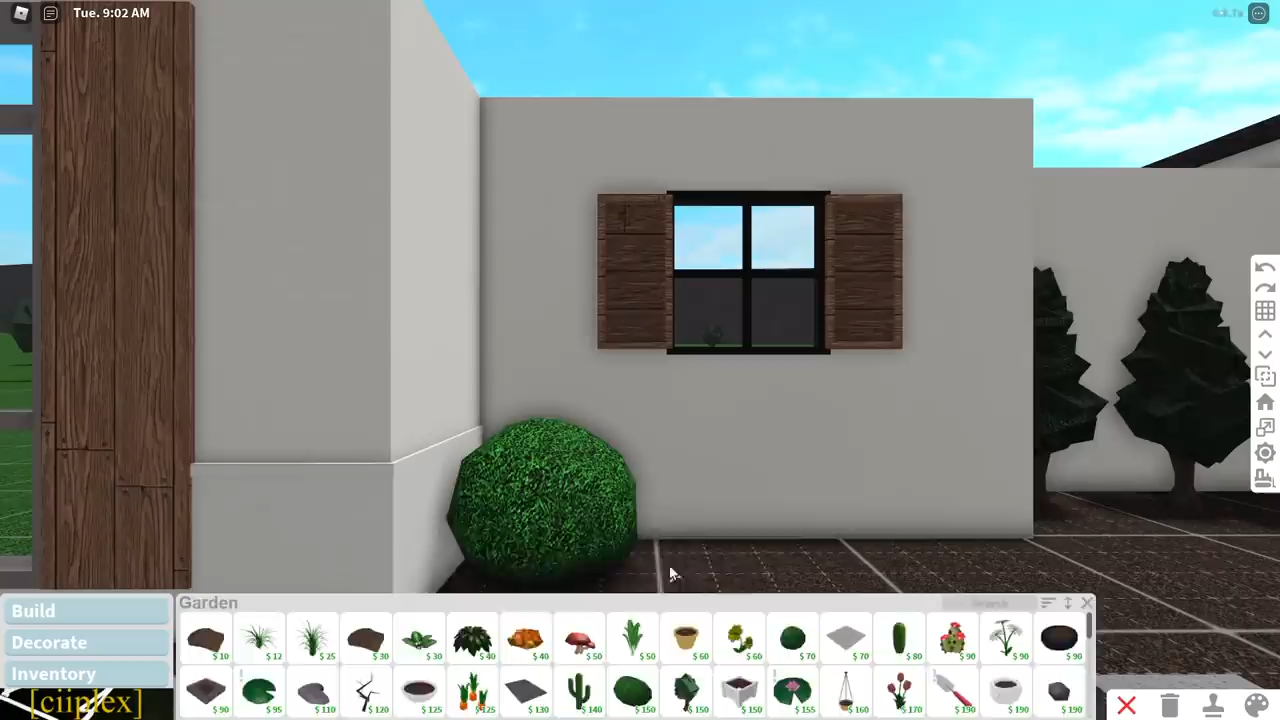 Tue. 9:02 AM
Build
Decorate
Inventory
[ciiplex]
Garden
$10 $12 $25 $30 $30 $40 $40 $50 $50 $60 $60 $70 $70 $80 $90 $90 $90
$90 $95 $110 $120 $125 $125 $130 $140 $150 $150 $150 $155 $160 $170 $190 $190 $190